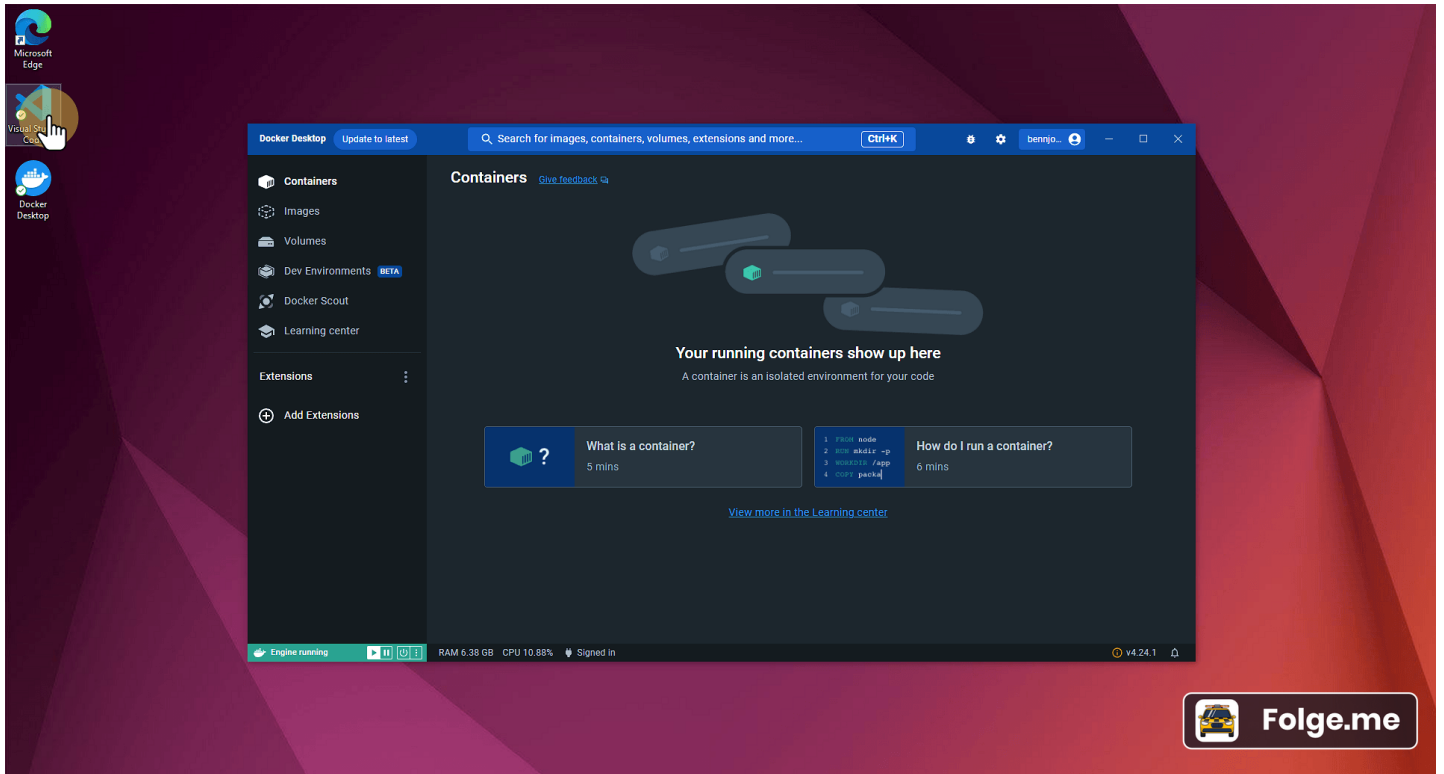 Microsoft
Edge
Visual Stu
Co
Docker
Desktop
Docker Desktop
Update to latest
Search for images, containers, volumes, extensions and more...
Ctrl+K
bennjo...
Containers
Images
Volumes
Dev Environments BETA
Docker Scout
Learning center
Extensions
Add Extensions
Containers
Give feedback
Your running containers show up here
A container is an isolated environment for your code
?
What is a container?
5 mins
1 FROM node
2 RUN mkdir -p
3 WORKDIR /app
4 COPY packa
How do I run a container?
6 mins
View more in the Learning center
Engine running
RAM 6.38 GB CPU 10.88% Signed in
v4.24.1
Folge.me